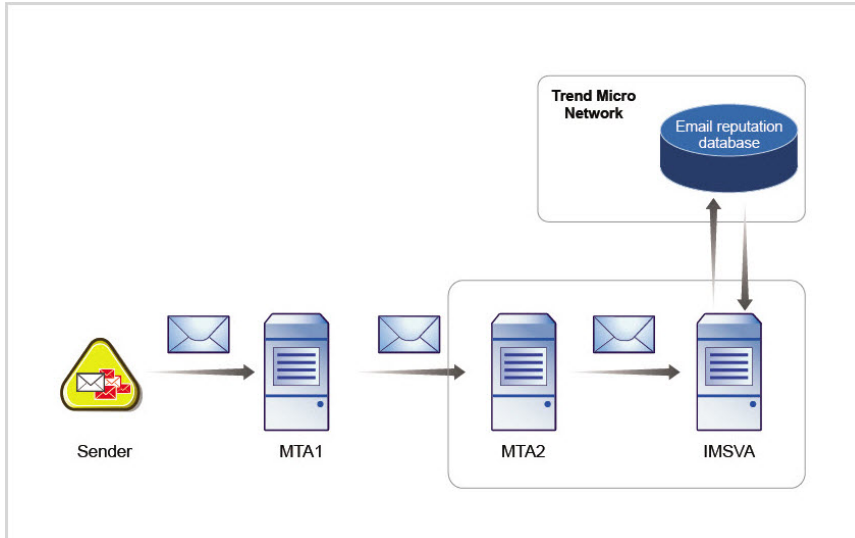 Trend Micro
Network
Email reputation
database
Sender
MTA1
MTA2
IMSVA